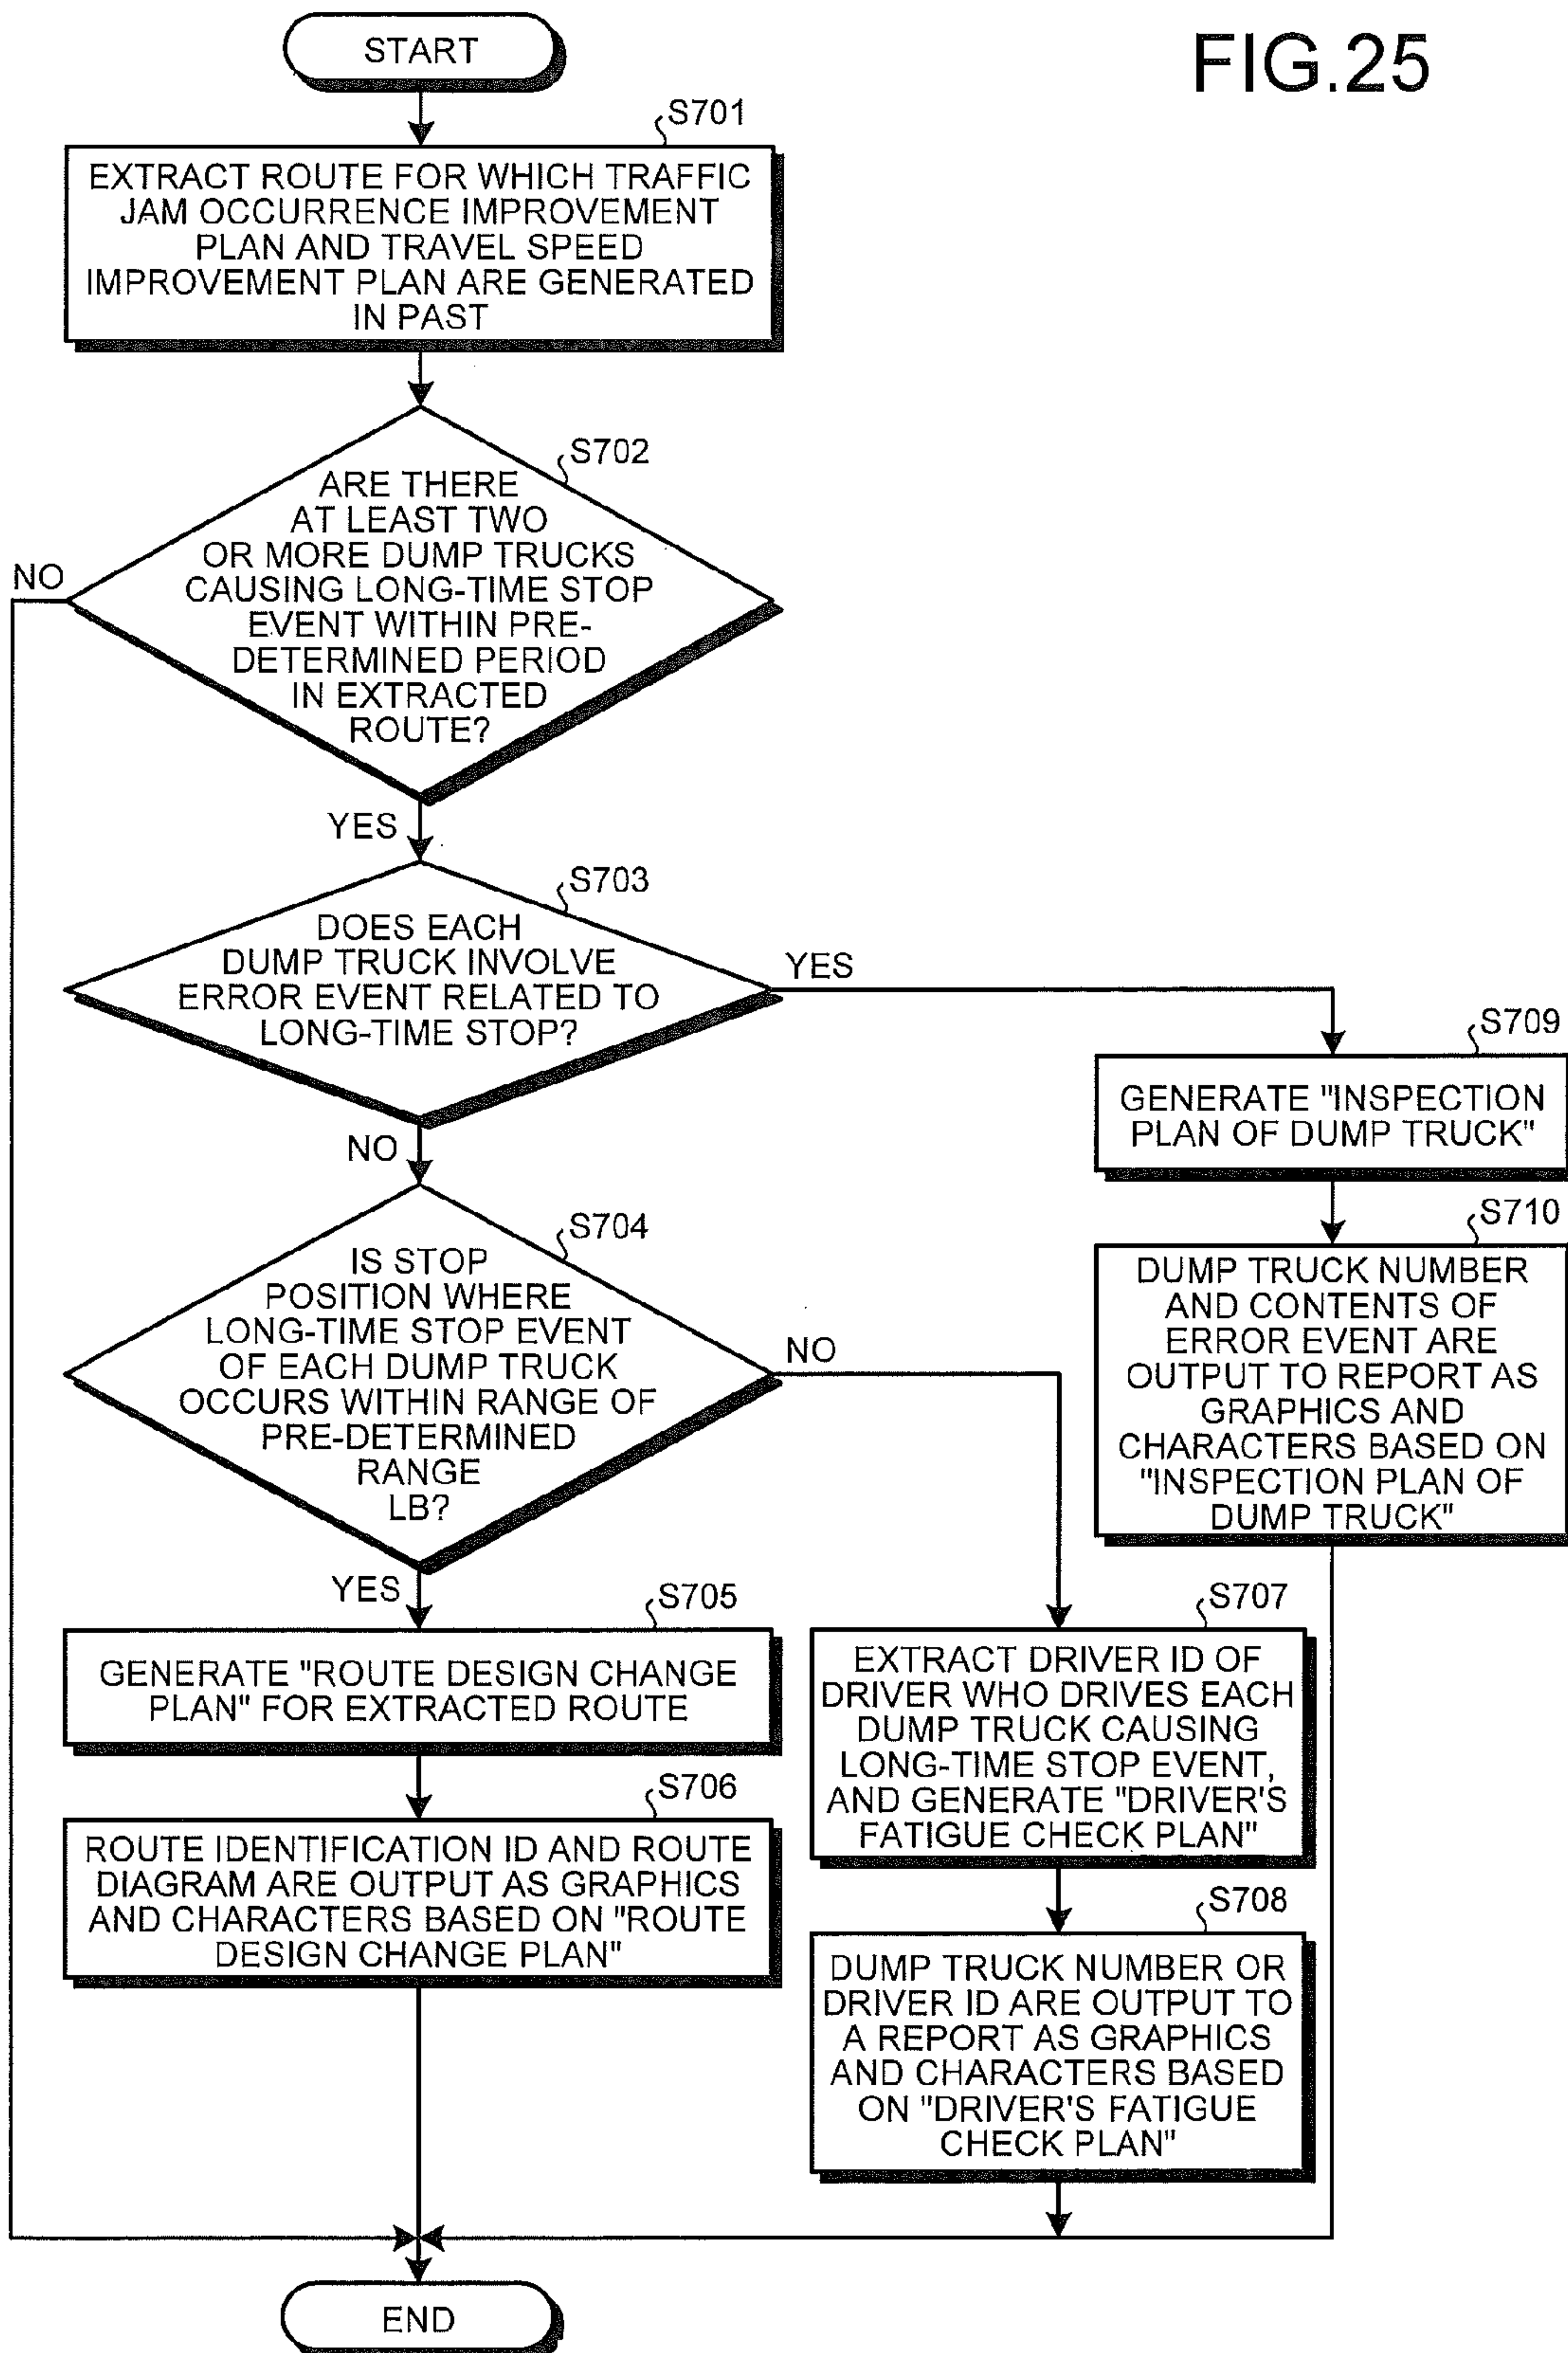 FIG.25
START
S701
EXTRACT ROUTE FOR WHICH TRAFFIC
JAM OCCURRENCE IMPROVEMENT
PLAN AND TRAVEL SPEED
IMPROVEMENT PLAN ARE GENERATED
IN PAST
S702
ARE THERE
AT LEAST TWO
OR MORE DUMP TRUCKS
CAUSING LONG-TIME STOP
EVENT WITHIN PRE-
DETERMINED PERIOD
IN EXTRACTED
ROUTE?
NO
YES
S703
DOES EACH
DUMP TRUCK INVOLVE
ERROR EVENT RELATED TO
LONG-TIME STOP?
YES
NO
S704
IS STOP
POSITION WHERE
LONG-TIME STOP EVENT
OF EACH DUMP TRUCK
OCCURS WITHIN RANGE OF
PRE-DETERMINED
RANGE
LB?
NO
YES
S705
GENERATE "ROUTE DESIGN CHANGE
PLAN" FOR EXTRACTED ROUTE
S706
ROUTE IDENTIFICATION ID AND ROUTE
DIAGRAM ARE OUTPUT AS GRAPHICS
AND CHARACTERS BASED ON "ROUTE
DESIGN CHANGE PLAN"
S707
EXTRACT DRIVER ID OF
DRIVER WHO DRIVES EACH
DUMP TRUCK CAUSING
LONG-TIME STOP EVENT,
AND GENERATE "DRIVER'S
FATIGUE CHECK PLAN"
S708
DUMP TRUCK NUMBER OR
DRIVER ID ARE OUTPUT TO
A REPORT AS GRAPHICS
AND CHARACTERS BASED
ON "DRIVER'S FATIGUE
CHECK PLAN"
S709
GENERATE "INSPECTION
PLAN OF DUMP TRUCK"
S710
DUMP TRUCK NUMBER
AND CONTENTS OF
ERROR EVENT ARE
OUTPUT TO REPORT AS
GRAPHICS AND
CHARACTERS BASED ON
"INSPECTION PLAN OF
DUMP TRUCK"
END